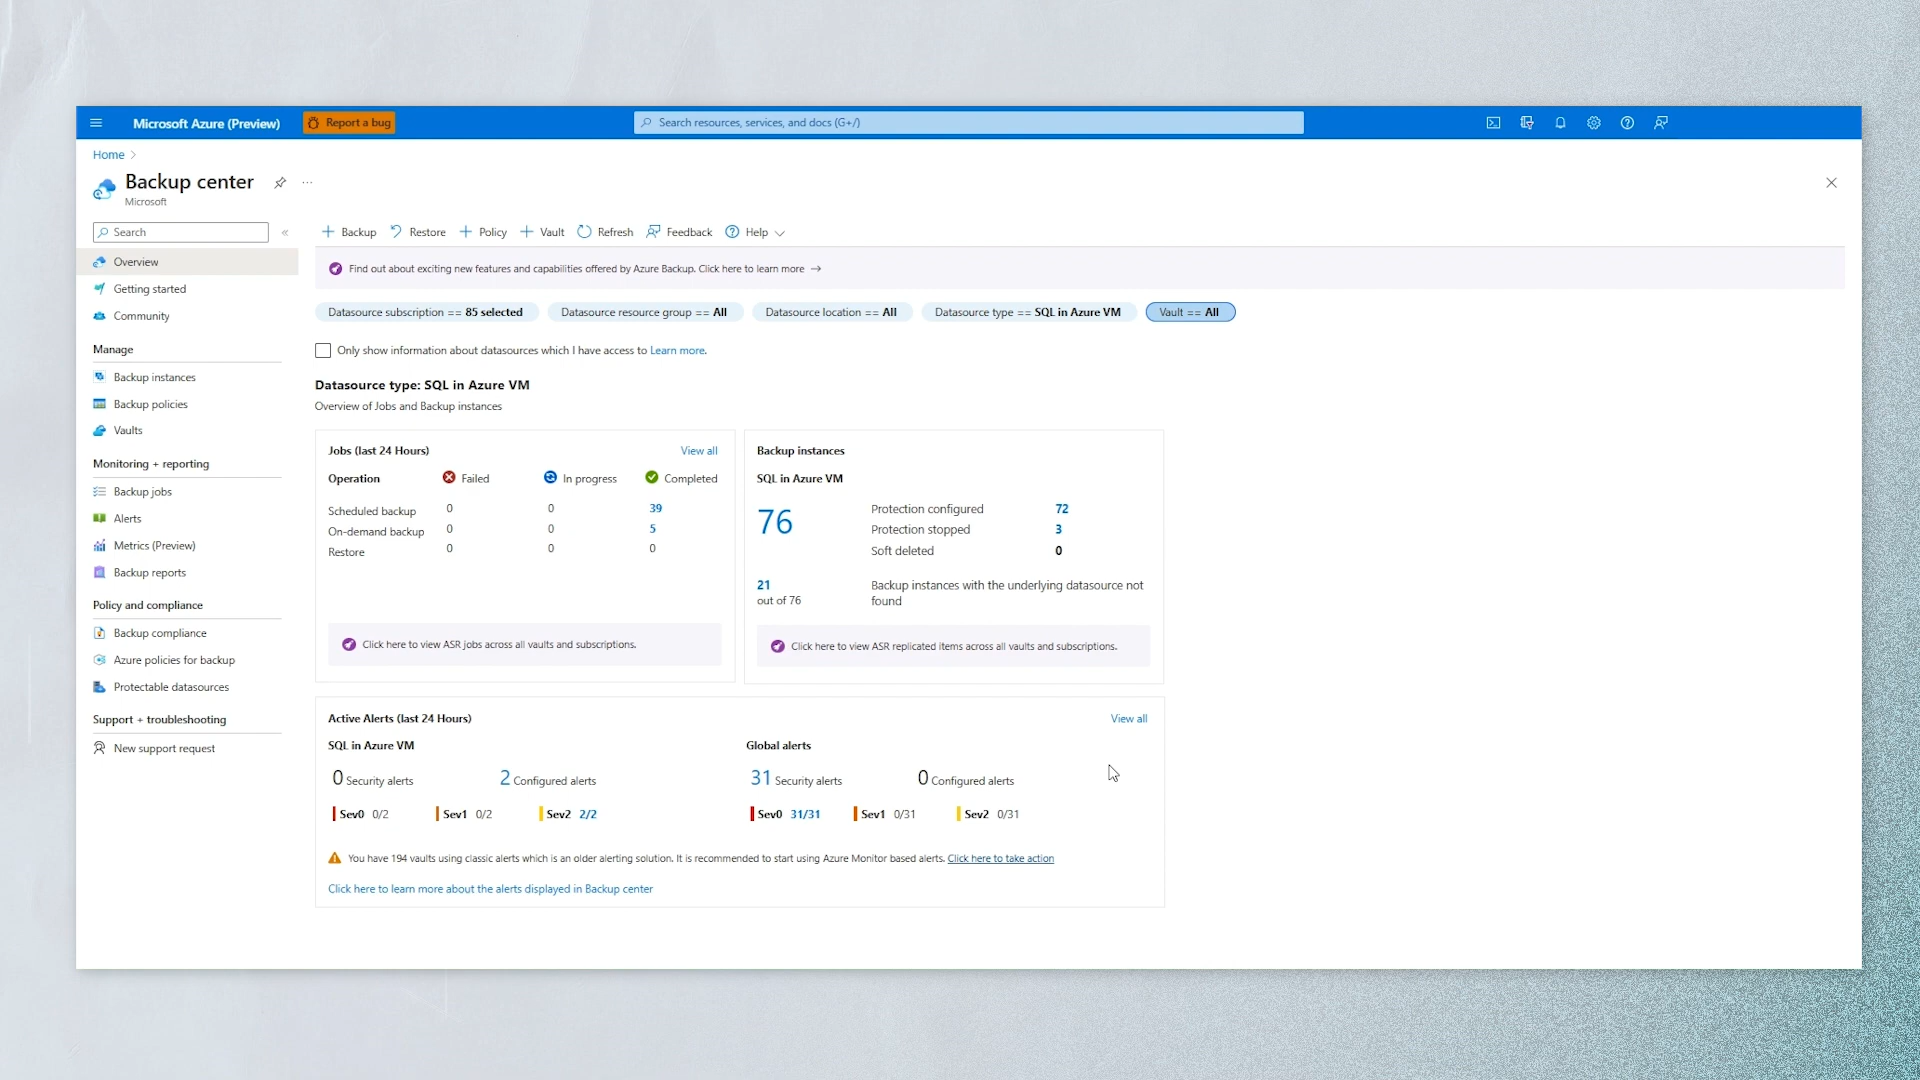 Microsoft Azure (Preview)
Report a bug
Search resources, services, and docs (G+/)
Home
Backup center
...
Microsoft
Search
«
Backup
Restore
Policy
Vault
Refresh
Feedback
Help
Overview
Getting started
Community
Manage
Backup instances
Backup policies
Vaults
Monitoring + reporting
Backup jobs
Alerts
Metrics (Preview)
Backup reports
Policy and compliance
Backup compliance
Azure policies for backup
Protectable datasources
Support + troubleshooting
New support request
Find out about exciting new features and capabilities offered by Azure Backup. Click here to learn more →
Datasource subscription == 85 selected
Datasource resource group == All
Datasource location == All
Datasource type == SQL in Azure VM
Vault == All
Only show information about datasources which I have access to Learn more.
Datasource type: SQL in Azure VM
Overview of Jobs and Backup instances
Jobs (last 24 Hours) View all
Operation Failed In progress Completed
Scheduled backup 0 0 39
On-demand backup 0 0 5
Restore 0 0 0
Click here to view ASR jobs across all vaults and subscriptions.
Backup instances
SQL in Azure VM
76
Protection configured 72
Protection stopped 3
Soft deleted 0
21
out of 76
Backup instances with the underlying datasource not
found
Click here to view ASR replicated items across all vaults and subscriptions.
Active Alerts (last 24 Hours) View all
SQL in Azure VM
0 Security alerts 2 Configured alerts
Sev0 0/2 Sev1 0/2 Sev2 2/2
Global alerts
31 Security alerts 0 Configured alerts
Sev0 31/31 Sev1 0/31 Sev2 0/31
You have 194 vaults using classic alerts which is an older alerting solution. It is recommended to start using Azure Monitor based alerts. Click here to take action
Click here to learn more about the alerts displayed in Backup center